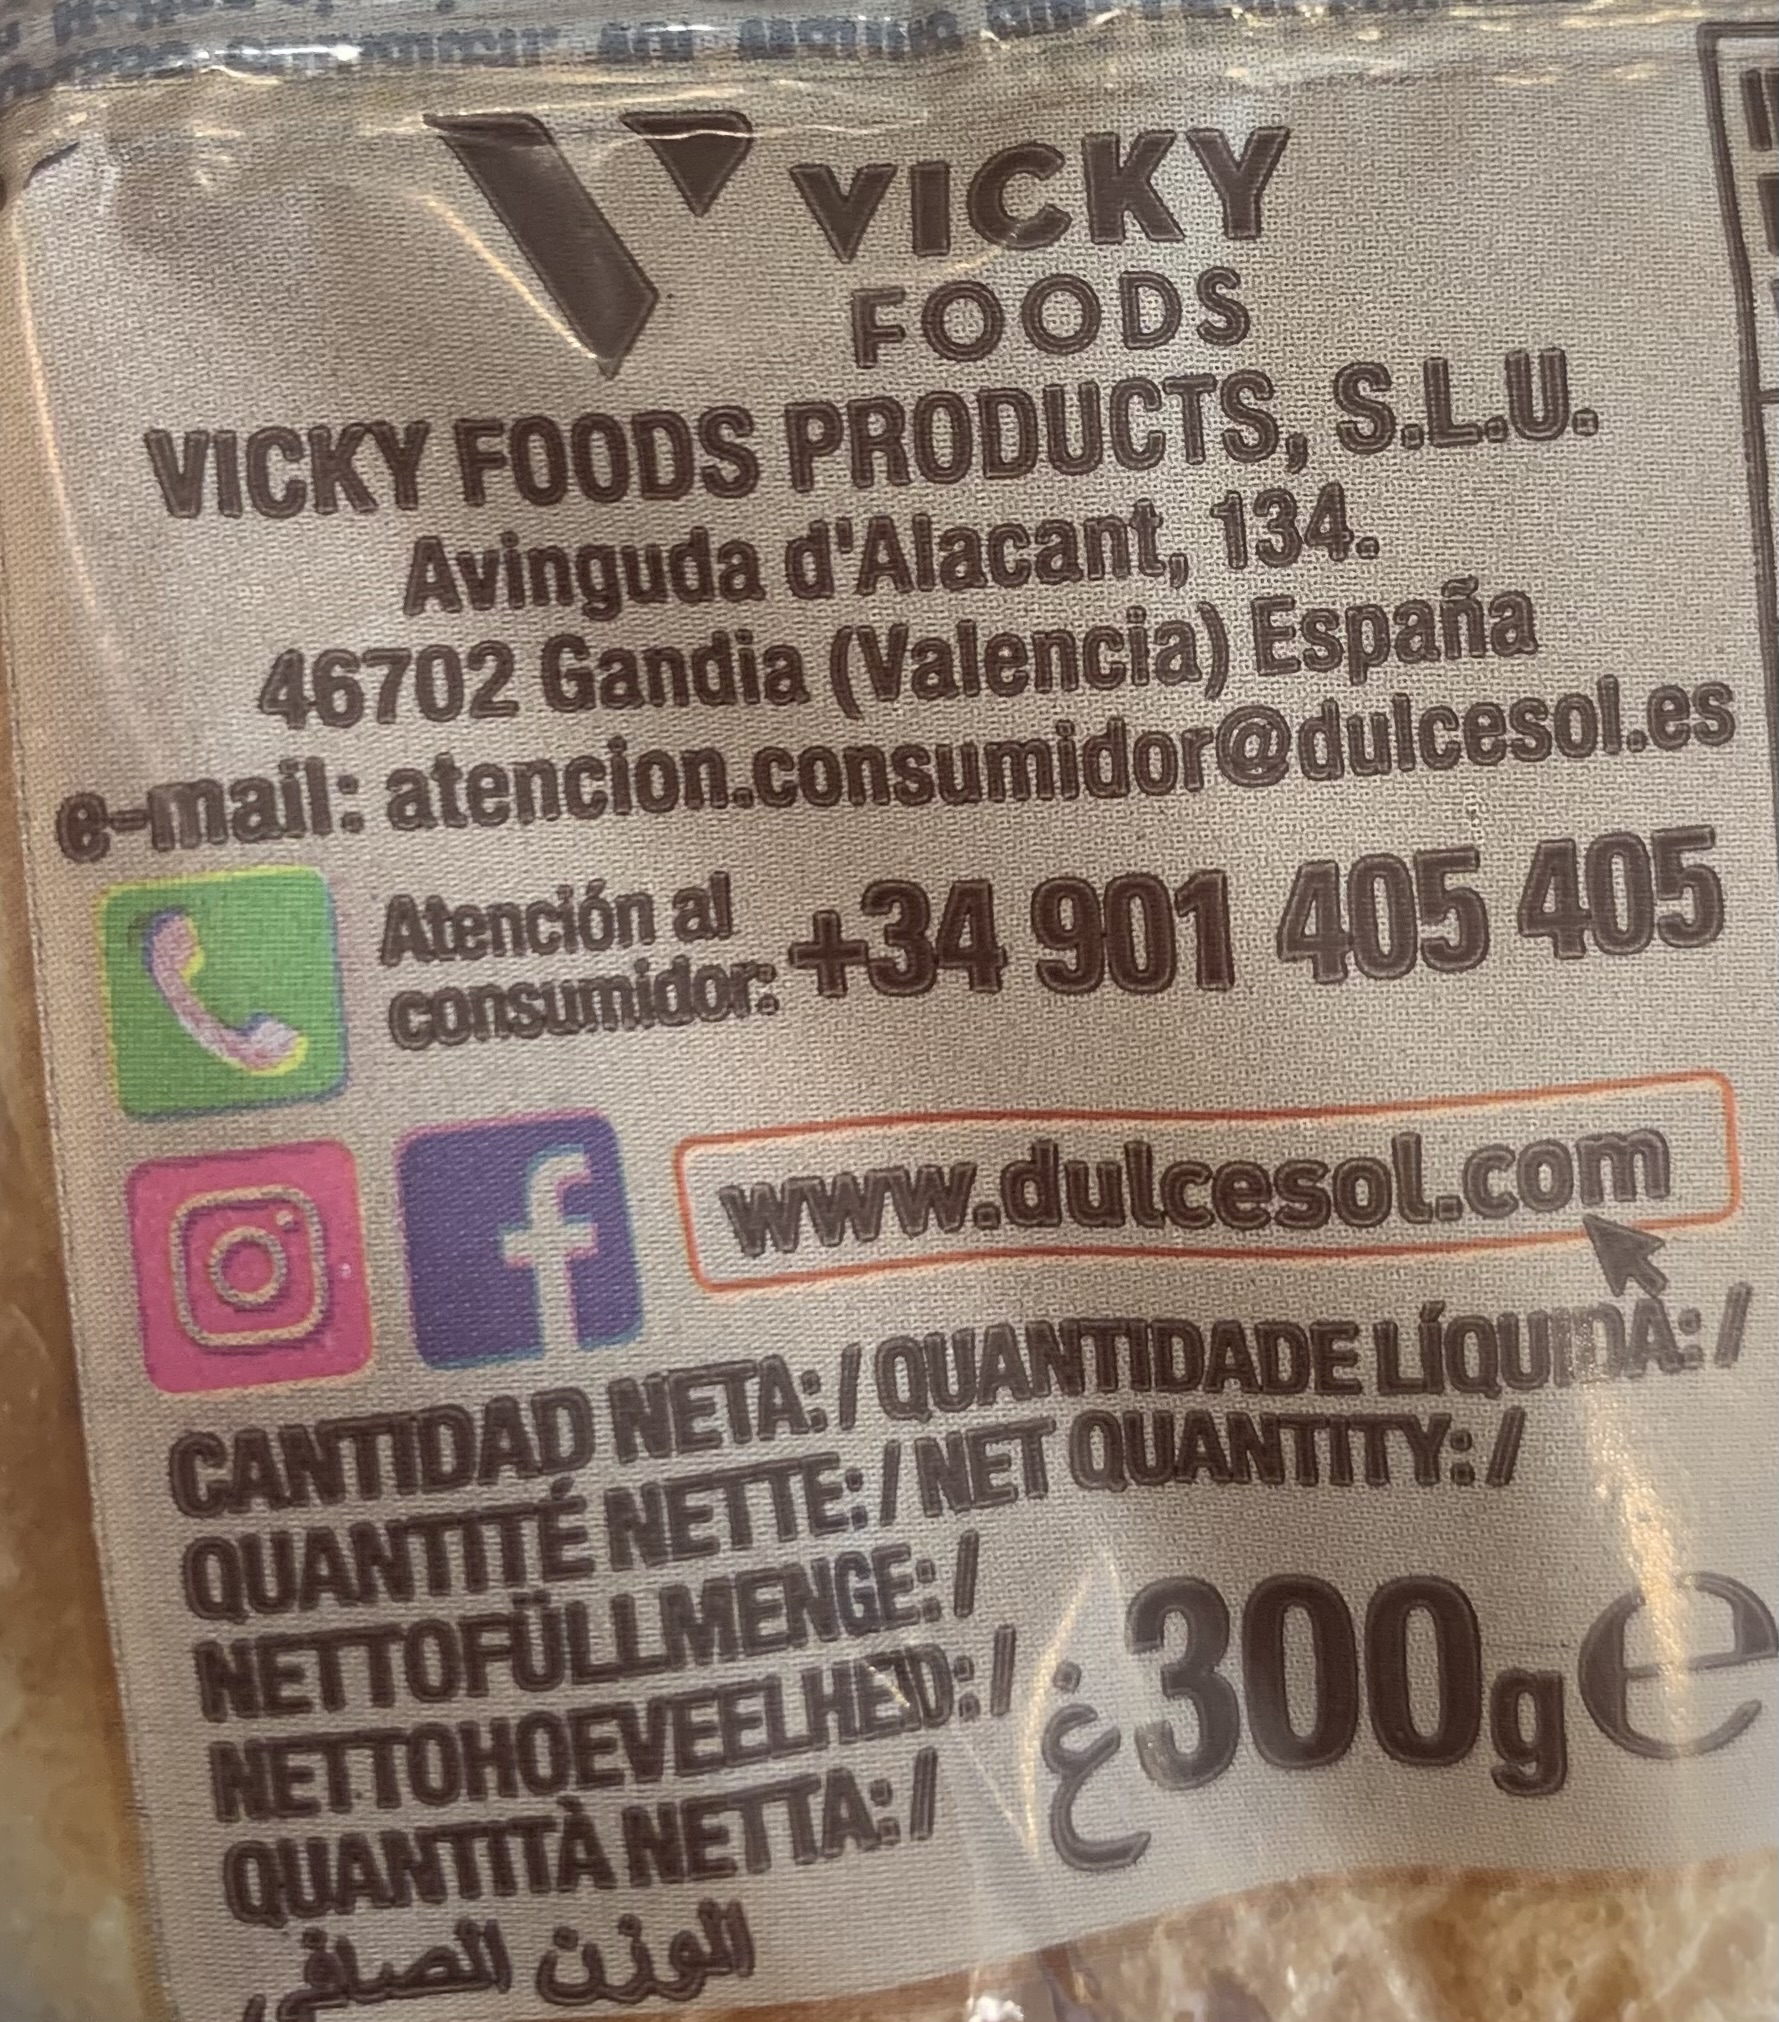 VICKY
FOODS
VICKY FOODS PRODUCTS, S.L.U.
Avinguda d'Alacant, 134.
46702 Gandia (Valencia) España
e-mail: atencion.consumidor@dulcesol.es
Atención al
consumidor: +34 901 405 405
www.dulcesol.com
CANTIDAD NETA: / QUANTIDADE LÍQUIDA: /
QUANTITÉ NETTE: / NET QUANTITY: /
NETTOFÜLLMENGE: /
NETTOHOEVEELHEID: /
QUANTITÀ NETTA: /
الوزن الصافي
غ 300g e